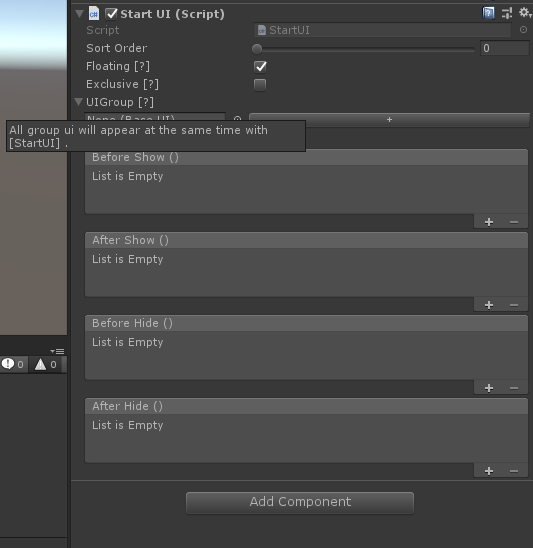 Start UI (Script)
Script
StartUI
Sort Order
0
Floating [?]
Exclusive [?]
UIGroup [?]
None (Base UI)
+
All group ui will appear at the same time with
[StartUI] .
Before Show ()
List is Empty
+ −
After Show ()
List is Empty
+ −
Before Hide ()
List is Empty
+ −
After Hide ()
List is Empty
+ −
0 0
Add Component